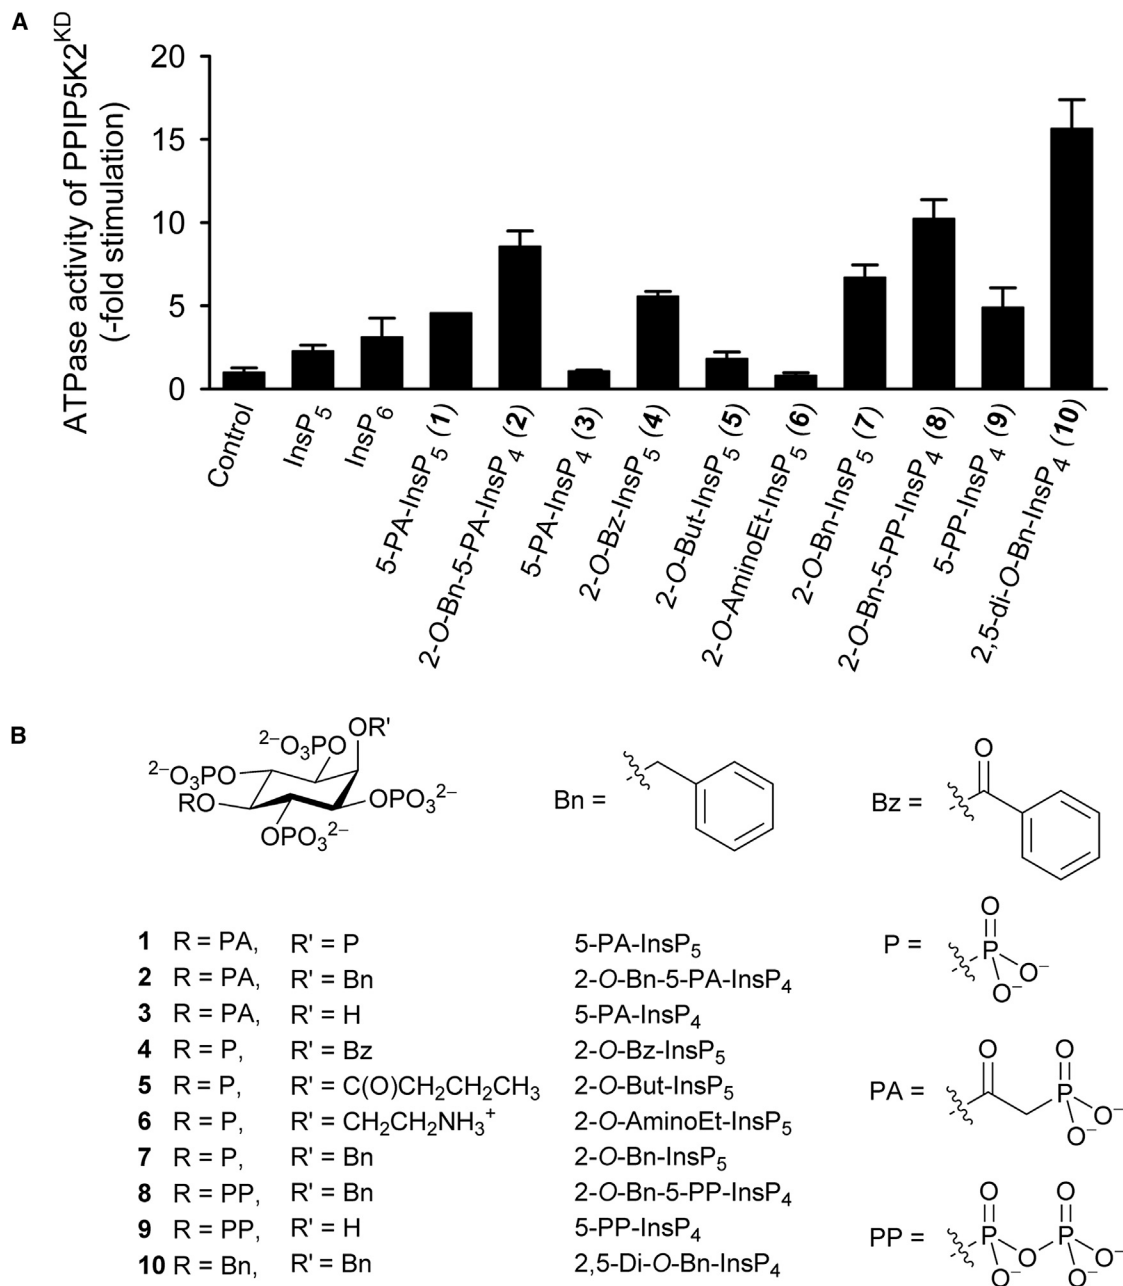 A
ATPase activity of PPIP5K2^KD
(-fold stimulation)
20
15
10
5
0
Control
InsP5
InsP6
5-PA-InsP5 (1)
2-O-Bn-5-PA-InsP4 (2)
5-PA-InsP4 (3)
2-O-Bz-InsP5 (4)
2-O-But-InsP5 (5)
2-O-AminoEt-InsP5 (6)
2-O-Bn-InsP5 (7)
2-O-Bn-5-PP-InsP4 (8)
5-PP-InsP4 (9)
2,5-di-O-Bn-InsP4 (10)
B
OR'
2–O3PO
2–O3PO
RO
OPO3 2–
OPO3 2–
Bn =
Bz =
O
1 R = PA, R' = P 5-PA-InsP5
2 R = PA, R' = Bn 2-O-Bn-5-PA-InsP4
3 R = PA, R' = H 5-PA-InsP4
4 R = P, R' = Bz 2-O-Bz-InsP5
5 R = P, R' = C(O)CH2CH2CH3 2-O-But-InsP5
6 R = P, R' = CH2CH2NH3+ 2-O-AminoEt-InsP5
7 R = P, R' = Bn 2-O-Bn-InsP5
8 R = PP, R' = Bn 2-O-Bn-5-PP-InsP4
9 R = PP, R' = H 5-PP-InsP4
10 R = Bn, R' = Bn 2,5-Di-O-Bn-InsP4
O
P = P O–
O–
O O
PA = P O–
O–
O O
PP = P O P O–
O– O–